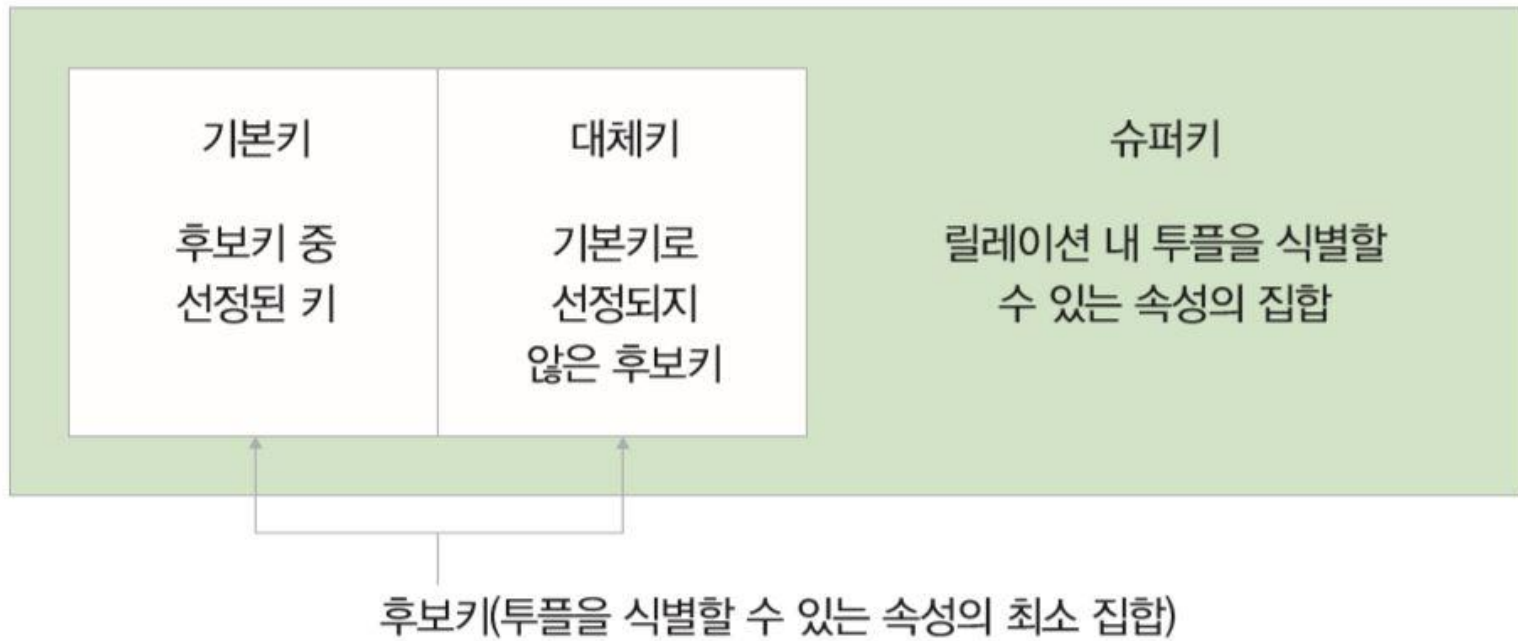 기본키
후보키 중
선정된 키
대체키
기본키로
선정되지
않은 후보키
슈퍼키
릴레이션 내 투플을 식별할
수 있는 속성의 집합
후보키(투플을 식별할 수 있는 속성의 최소 집합)